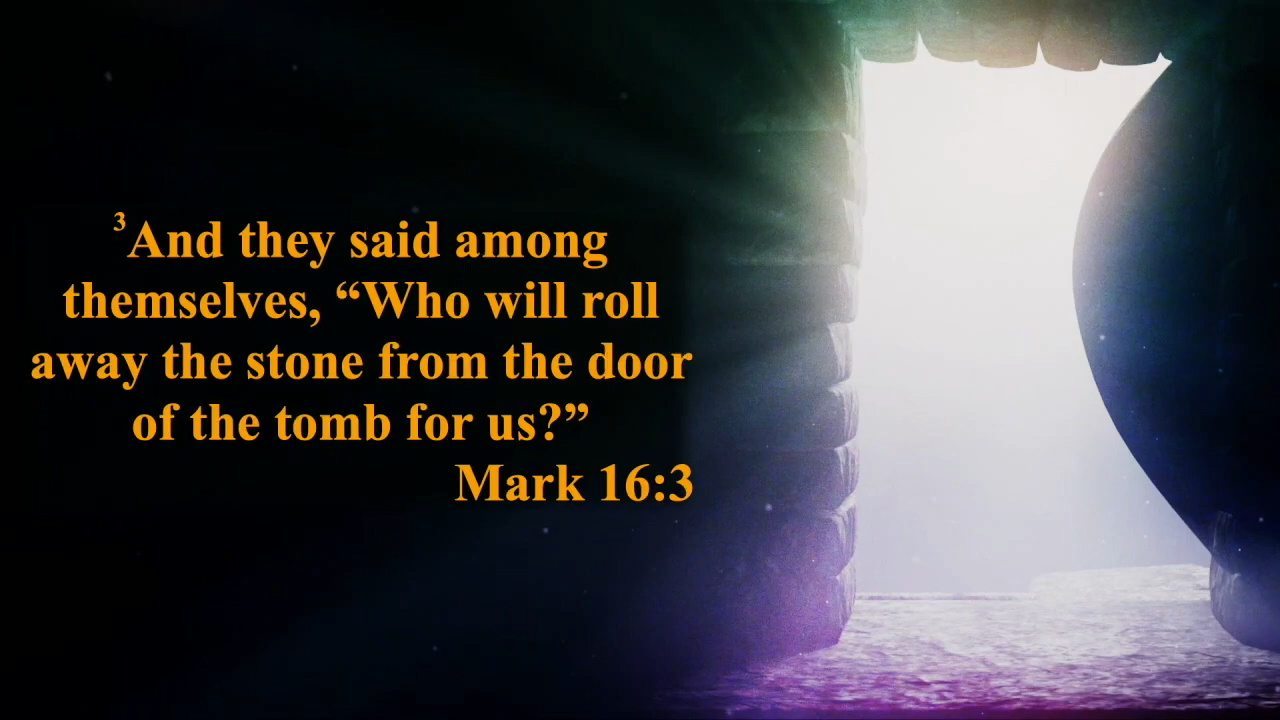 ³And they said among
themselves, “Who will roll
away the stone from the door
of the tomb for us?”
Mark 16:3